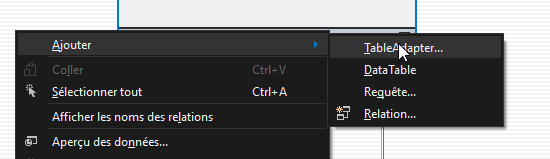 Ajouter
Coller Ctrl+V
Sélectionner tout Ctrl+A
Afficher les noms des relations
Aperçu des données...
TableAdapter...
DataTable
Requête...
Relation...